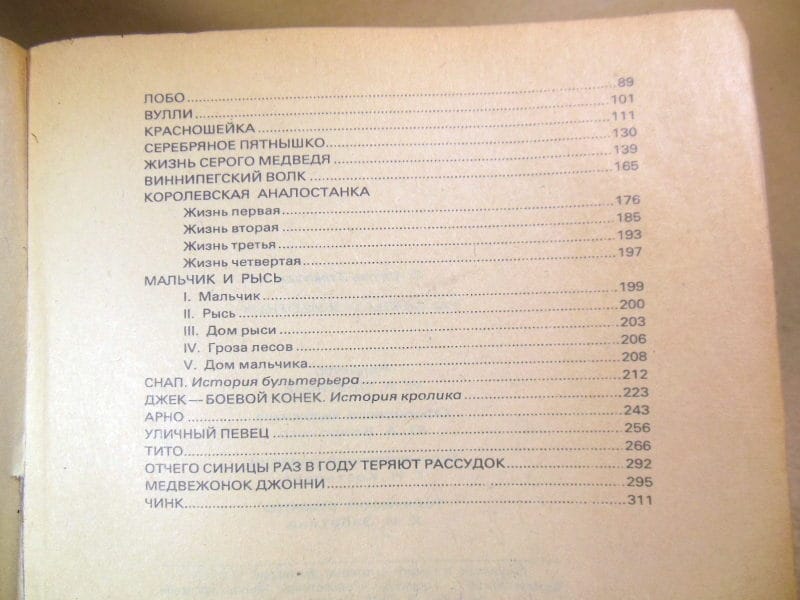 ЛОБО 89
ВУЛЛИ 101
КРАСНОШЕЙКА 111
СЕРЕБРЯНОЕ ПЯТНЫШКО 130
ЖИЗНЬ СЕРОГО МЕДВЕДЯ 139
ВИННИПЕГСКИЙ ВОЛК 165
КОРОЛЕВСКАЯ АНАЛОСТАНКА
Жизнь первая 176
Жизнь вторая 185
Жизнь третья 193
Жизнь четвертая 197
МАЛЬЧИК И РЫСЬ
I. Мальчик 199
II. Рысь 200
III. Дом рыси 203
IV. Гроза лесов 206
V. Дом мальчика 208
СНАП. История бультерьера 212
ДЖЕК — БОЕВОЙ КОНЕК. История кролика 223
АРНО 243
УЛИЧНЫЙ ПЕВЕЦ 256
ТИТО 266
ОТЧЕГО СИНИЦЫ РАЗ В ГОДУ ТЕРЯЮТ РАССУДОК 292
МЕДВЕЖОНОК ДЖОННИ 295
ЧИНК 311